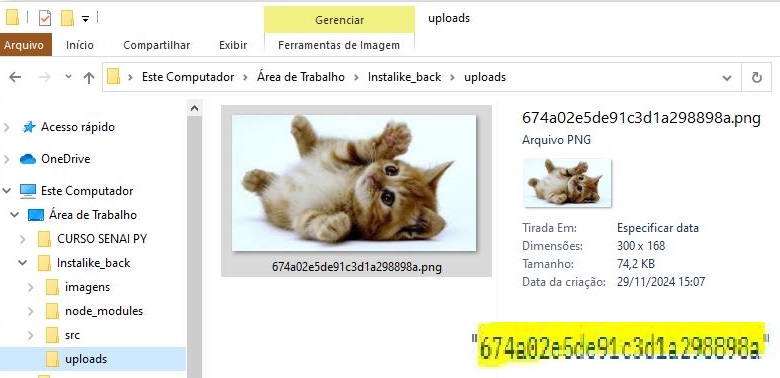 Gerenciar
uploads
Arquivo
Início
Compartilhar
Exibir
Ferramentas de Imagem
Este Computador
Área de Trabalho
Instalike_back
uploads
Acesso rápido
OneDrive
Este Computador
Área de Trabalho
CURSO SENAI PY
Instalike_back
imagens
node_modules
src
uploads
674a02e5de91c3d1a298898a.png
674a02e5de91c3d1a298898a.png
Arquivo PNG
Tirada Em: Especificar data
Dimensões: 300 x 168
Tamanho: 74,2 KB
Data da criação: 29/11/2024 15:07
"674a02e5de91c3d1a298898a"